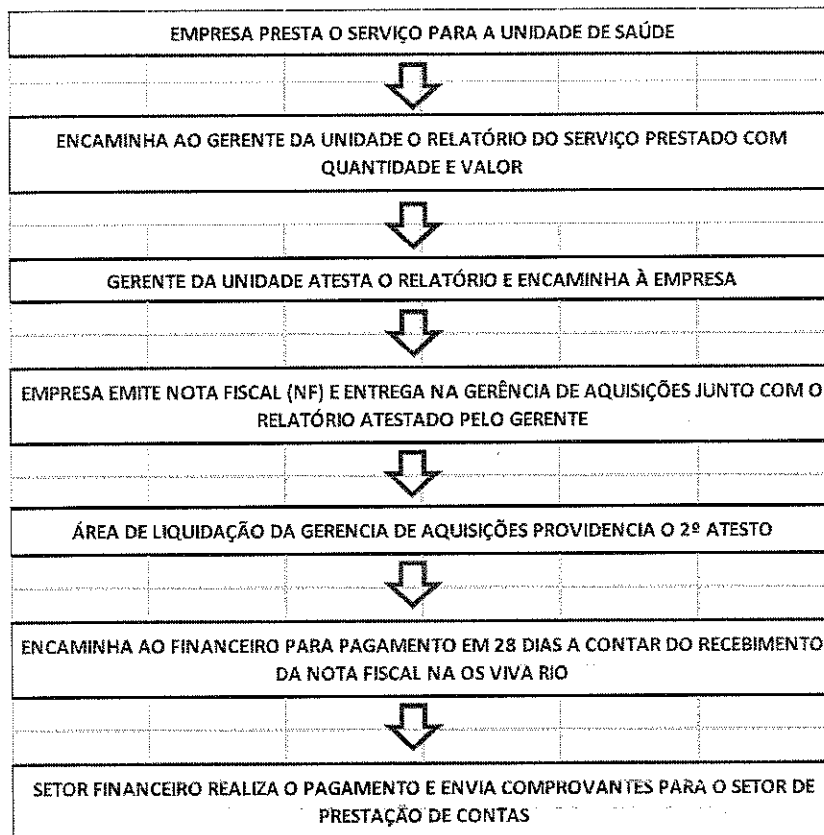 EMPRESA PRESTA O SERVIÇO PARA A UNIDADE DE SAÚDE
ENCAMINHA AO GERENTE DA UNIDADE O RELATÓRIO DO SERVIÇO PRESTADO COM
QUANTIDADE E VALOR
GERENTE DA UNIDADE ATESTA O RELATÓRIO E ENCAMINHA À EMPRESA
EMPRESA EMITE NOTA FISCAL (NF) E ENTREGA NA GERÊNCIA DE AQUISIÇÕES JUNTO COM O
RELATÓRIO ATESTADO PELO GERENTE
ÁREA DE LIQUIDAÇÃO DA GERENCIA DE AQUISIÇÕES PROVIDENCIA O 2º ATESTO
ENCAMINHA AO FINANCEIRO PARA PAGAMENTO EM 28 DIAS A CONTAR DO RECEBIMENTO
DA NOTA FISCAL NA OS VIVA RIO
SETOR FINANCEIRO REALIZA O PAGAMENTO E ENVIA COMPROVANTES PARA O SETOR DE
PRESTAÇÃO DE CONTAS